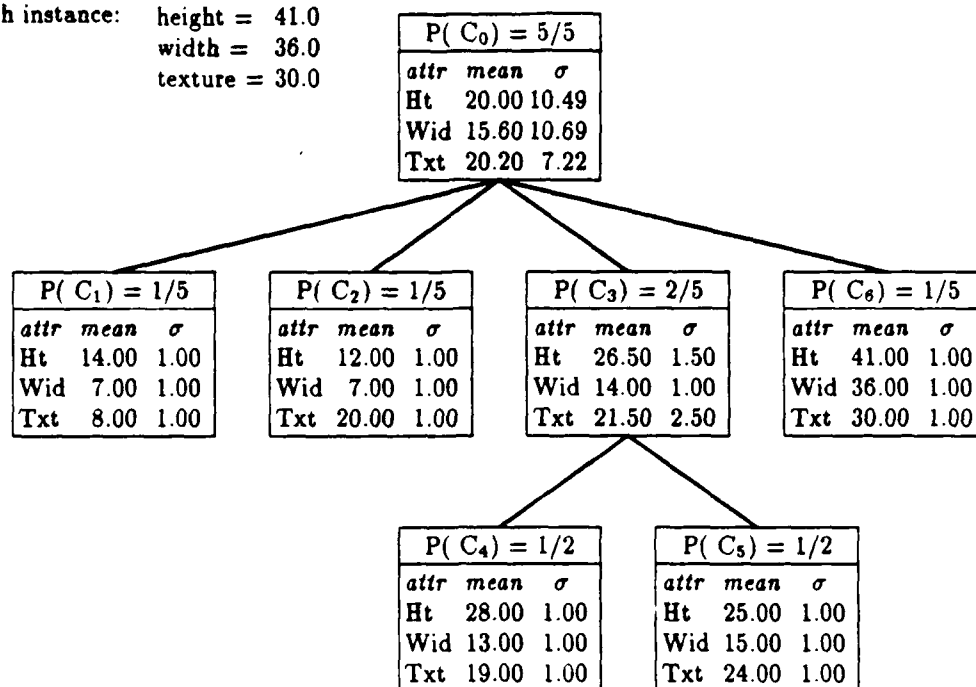 h instance: height = 41.0
width = 36.0
texture = 30.0
P( C₀) = 5/5
attr mean σ
Ht 20.00 10.49
Wid 15.60 10.69
Txt 20.20 7.22
P( C₁) = 1/5
attr mean σ
Ht 14.00 1.00
Wid 7.00 1.00
Txt 8.00 1.00
P( C₂) = 1/5
attr mean σ
Ht 12.00 1.00
Wid 7.00 1.00
Txt 20.00 1.00
P( C₃) = 2/5
attr mean σ
Ht 26.50 1.50
Wid 14.00 1.00
Txt 21.50 2.50
P( C₆) = 1/5
attr mean σ
Ht 41.00 1.00
Wid 36.00 1.00
Txt 30.00 1.00
P( C₄) = 1/2
attr mean σ
Ht 28.00 1.00
Wid 13.00 1.00
Txt 19.00 1.00
P( C₅) = 1/2
attr mean σ
Ht 25.00 1.00
Wid 15.00 1.00
Txt 24.00 1.00